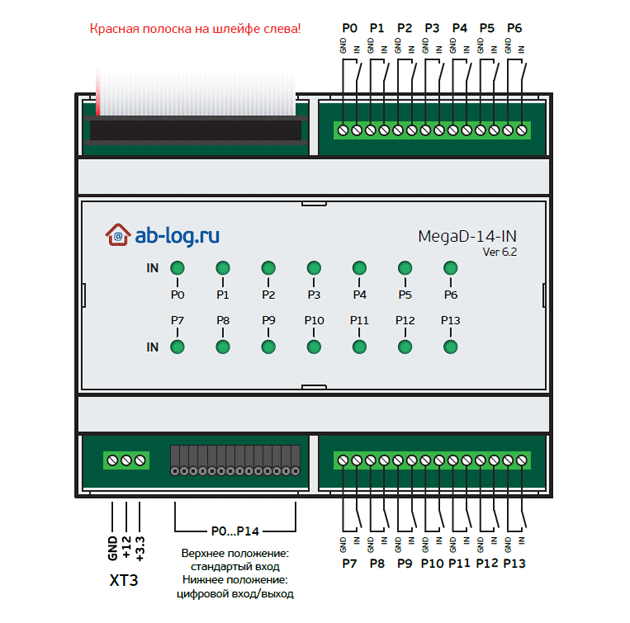 Красная полоска на шлейфе слева!
P0 P1 P2 P3 P4 P5 P6
GND IN GND IN GND IN GND IN GND IN GND IN GND IN
@ ab-log.ru
MegaD-14-IN
Ver 6.2
IN
P0 P1 P2 P3 P4 P5 P6
P7 P8 P9 P10 P11 P12 P13
IN
GND +12 +3.3
XT3
P0...P14
Верхнее положение:
стандартый вход
Нижнее положение:
цифровой вход/выход
GND IN GND IN GND IN GND IN GND IN GND IN GND IN
P7 P8 P9 P10 P11 P12 P13